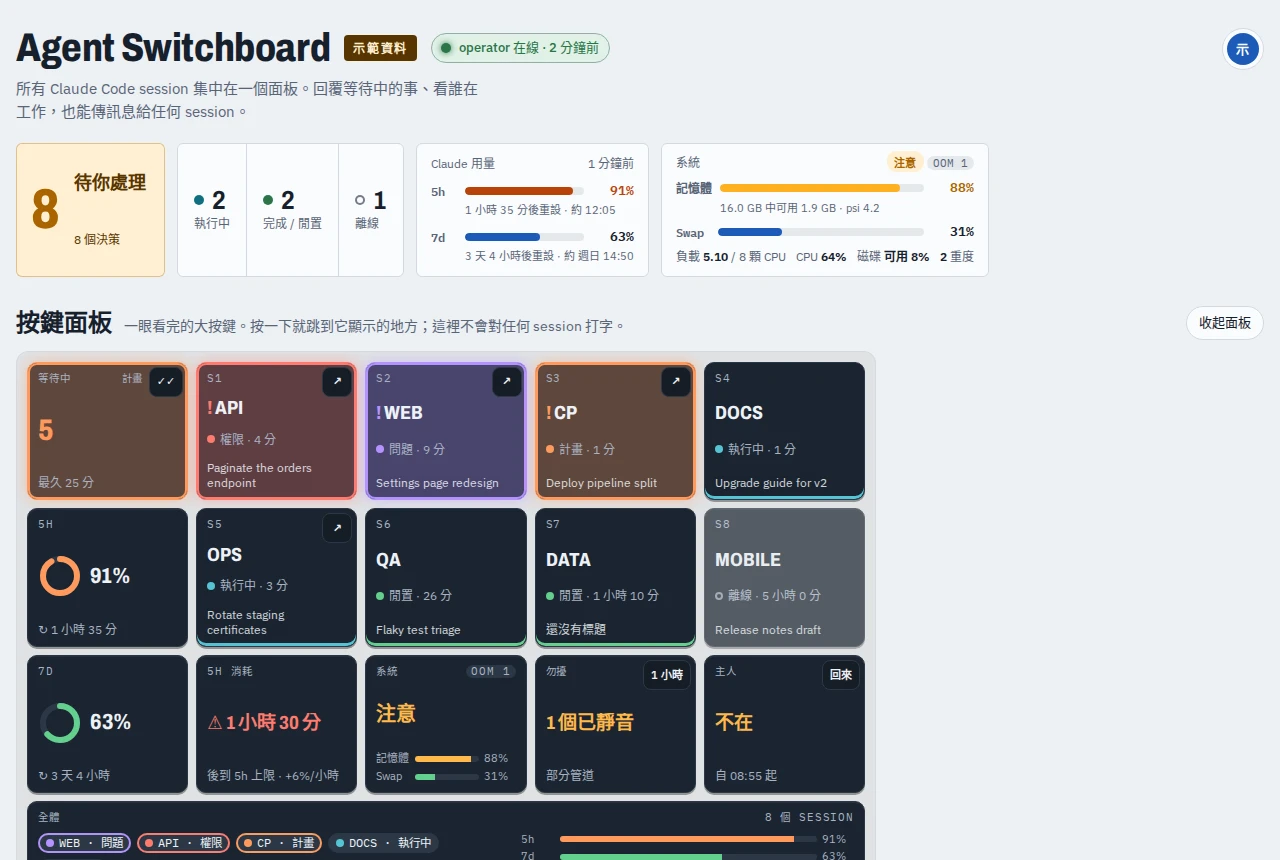 Agent Switchboard
示範資料
operator 在線 · 2 分鐘前
示
所有 Claude Code session 集中在一個面板。回覆等待中的事、看誰在
工作，也能傳訊息給任何 session。
8
待你處理
8 個決策
2
執行中
2
完成 / 閒置
1
離線
Claude 用量
1 分鐘前
5h
91%
1 小時 35 分後重設 · 約 12:05
7d
63%
3 天 4 小時後重設 · 約 週日 14:50
系統
注意
OOM 1
記憶體
88%
16.0 GB 中可用 1.9 GB · psi 4.2
Swap
31%
負載 5.10 / 8 顆 CPU CPU 64% 磁碟 可用 8% 2 重度
按鍵面板
一眼看完的大按鍵。按一下就跳到它顯示的地方；這裡不會對任何 session 打字。
收起面板
等待中
計畫
✓✓
5
最久 25 分
S1
↗
!API
權限 · 4 分
Paginate the orders
endpoint
S2
↗
!WEB
問題 · 9 分
Settings page redesign
S3
↗
!CP
計畫 · 1 分
Deploy pipeline split
S4
DOCS
執行中 · 1 分
Upgrade guide for v2
5H
91%
↻ 1 小時 35 分
S5
↗
OPS
執行中 · 3 分
Rotate staging
certificates
S6
QA
閒置 · 26 分
Flaky test triage
S7
DATA
閒置 · 1 小時 10 分
還沒有標題
S8
MOBILE
離線 · 5 小時 0 分
Release notes draft
7D
63%
↻ 3 天 4 小時
5H 消耗
⚠ 1 小時 30 分
後到 5h 上限 · +6%/小時
系統
OOM 1
注意
記憶體
88%
Swap
31%
勿擾
1 小時
1 個已靜音
部分管道
主人
回來
不在
自 08:55 起
全體
8 個 SESSION
WEB · 問題
API · 權限
CP · 計畫
DOCS · 執行中
5h
91%
7d
63%